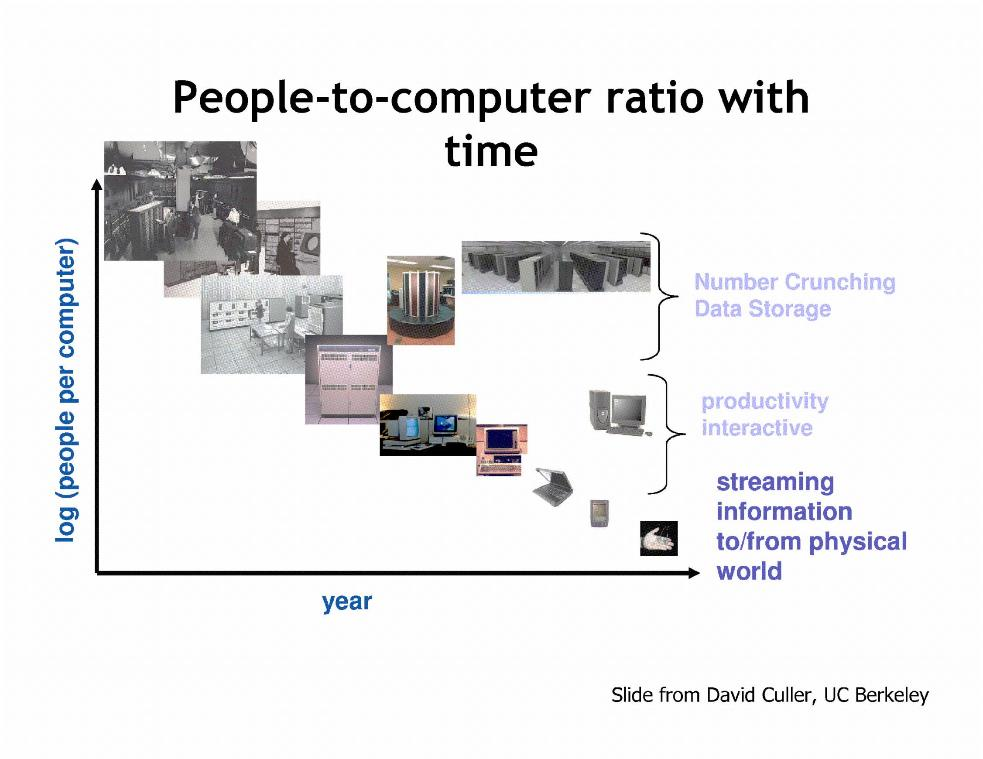 People-to-computer ratio with
time
log (people per computer)
Number Crunching
Data Storage
productivity
interactive
streaming
information
to/from physical
world
year
Slide from David Culler, UC Berkeley